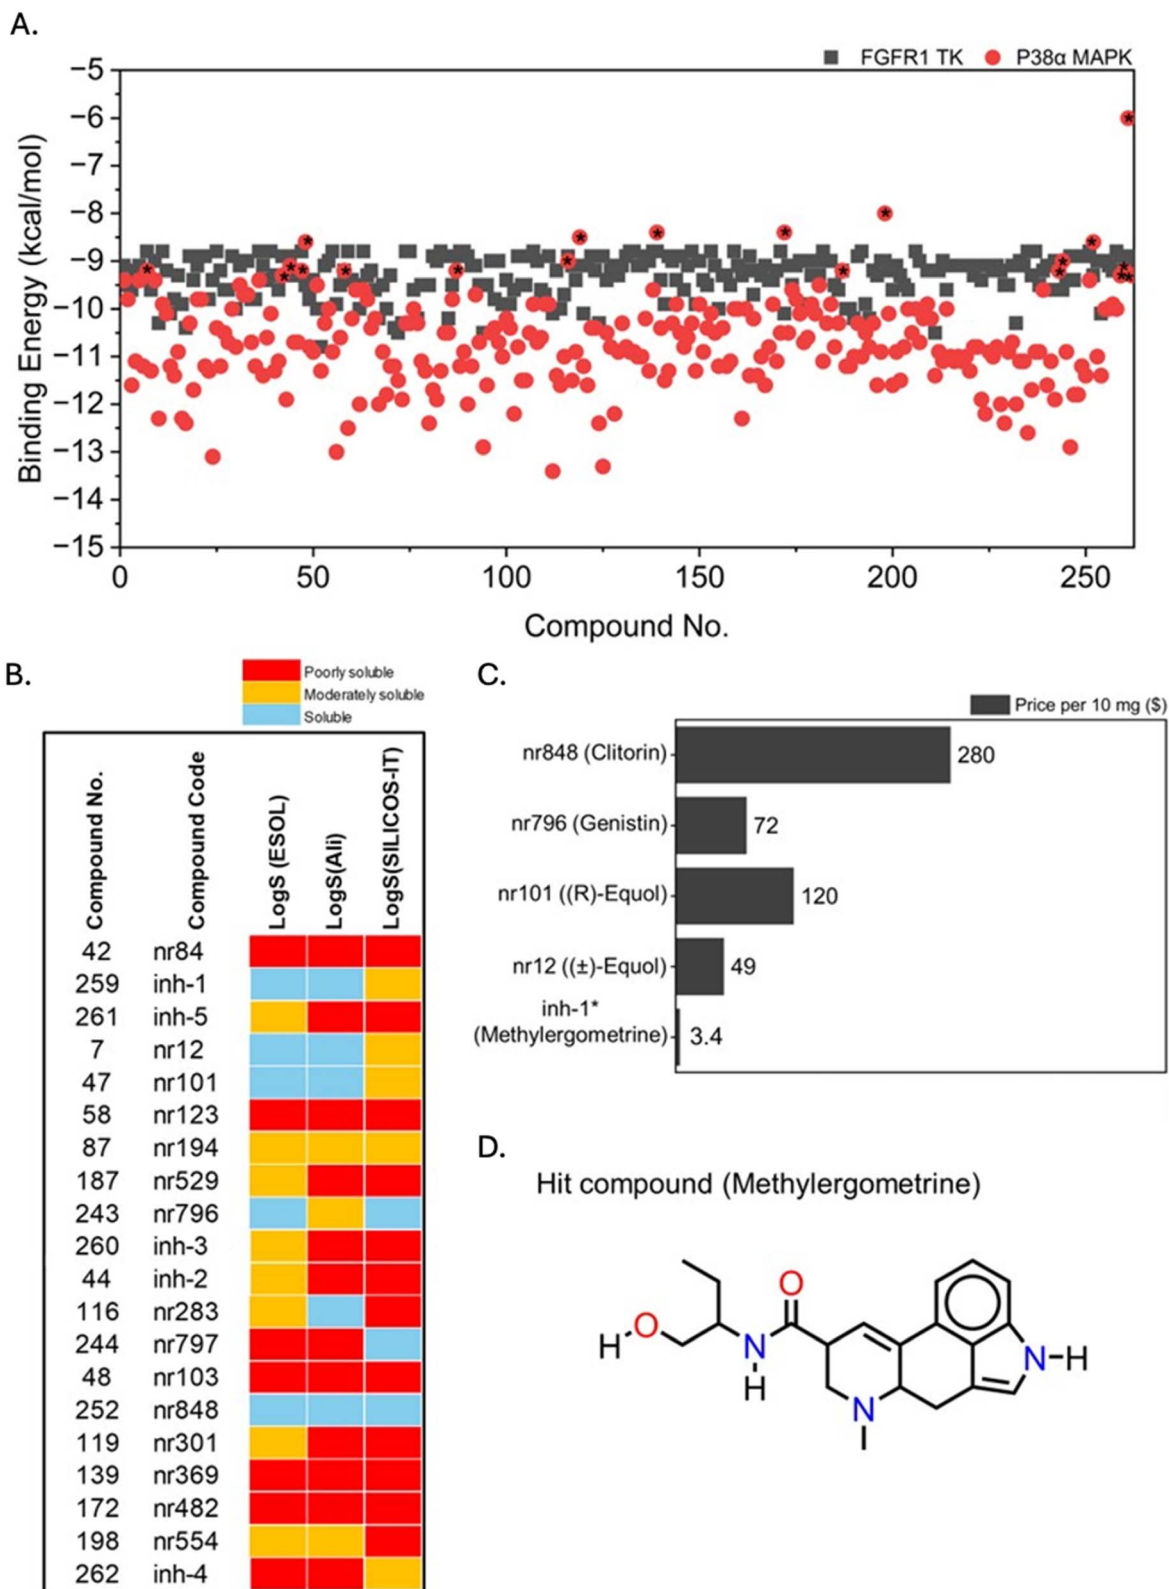 A.
FGFR1 TK P38α MAPK
Binding Energy (kcal/mol)
−5
−6
−7
−8
−9
−10
−11
−12
−13
−14
−15
0 50 100 150 200 250
Compound No.
B.
Poorly soluble
Moderately soluble
Soluble
Compound No. Compound Code LogS (ESOL) LogS(Ali) LogS(SILICOS-IT)
42 nr84
259 inh-1
261 inh-5
7 nr12
47 nr101
58 nr123
87 nr194
187 nr529
243 nr796
260 inh-3
44 inh-2
116 nr283
244 nr797
48 nr103
252 nr848
119 nr301
139 nr369
172 nr482
198 nr554
262 inh-4
C.
Price per 10 mg ($)
nr848 (Clitorin) 280
nr796 (Genistin) 72
nr101 ((R)-Equol) 120
nr12 ((±)-Equol) 49
inh-1*
(Methylergometrine) 3.4
D.
Hit compound (Methylergometrine)
O
H O
N
H
N H
N